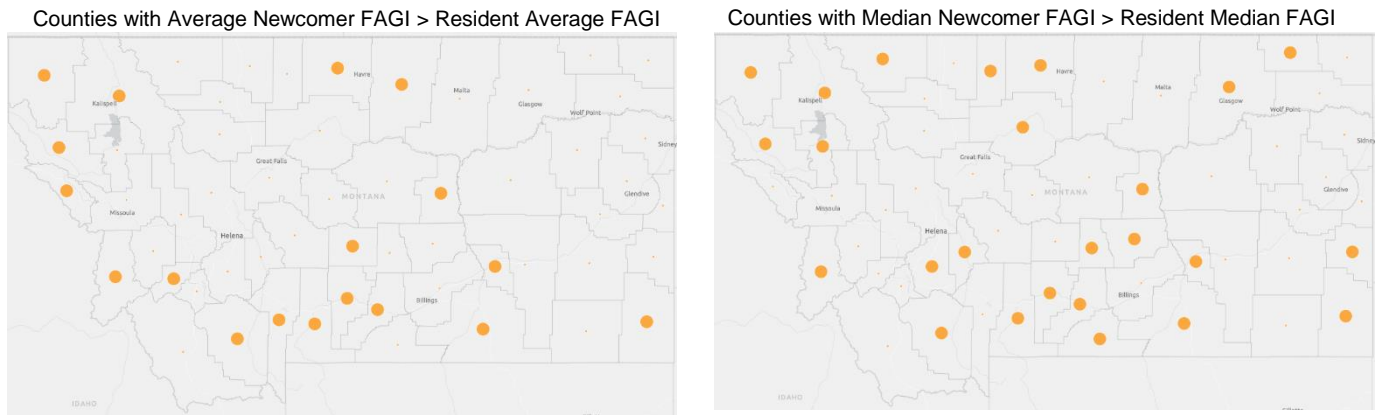 Counties with Average Newcomer FAGI > Resident Average FAGI
Havre
Malta
Kalispell
Glasgow
Wolf Point
Sidney
Great Falls
Glendive
MONTANA
Missoula
Helena
Billings
IDAHO
Counties with Median Newcomer FAGI > Resident Median FAGI
Havre
Malta
Kalispell
Glasgow
Wolf Point
Sidney
Great Falls
Glendive
MONTANA
Missoula
Helena
Billings
IDAHO